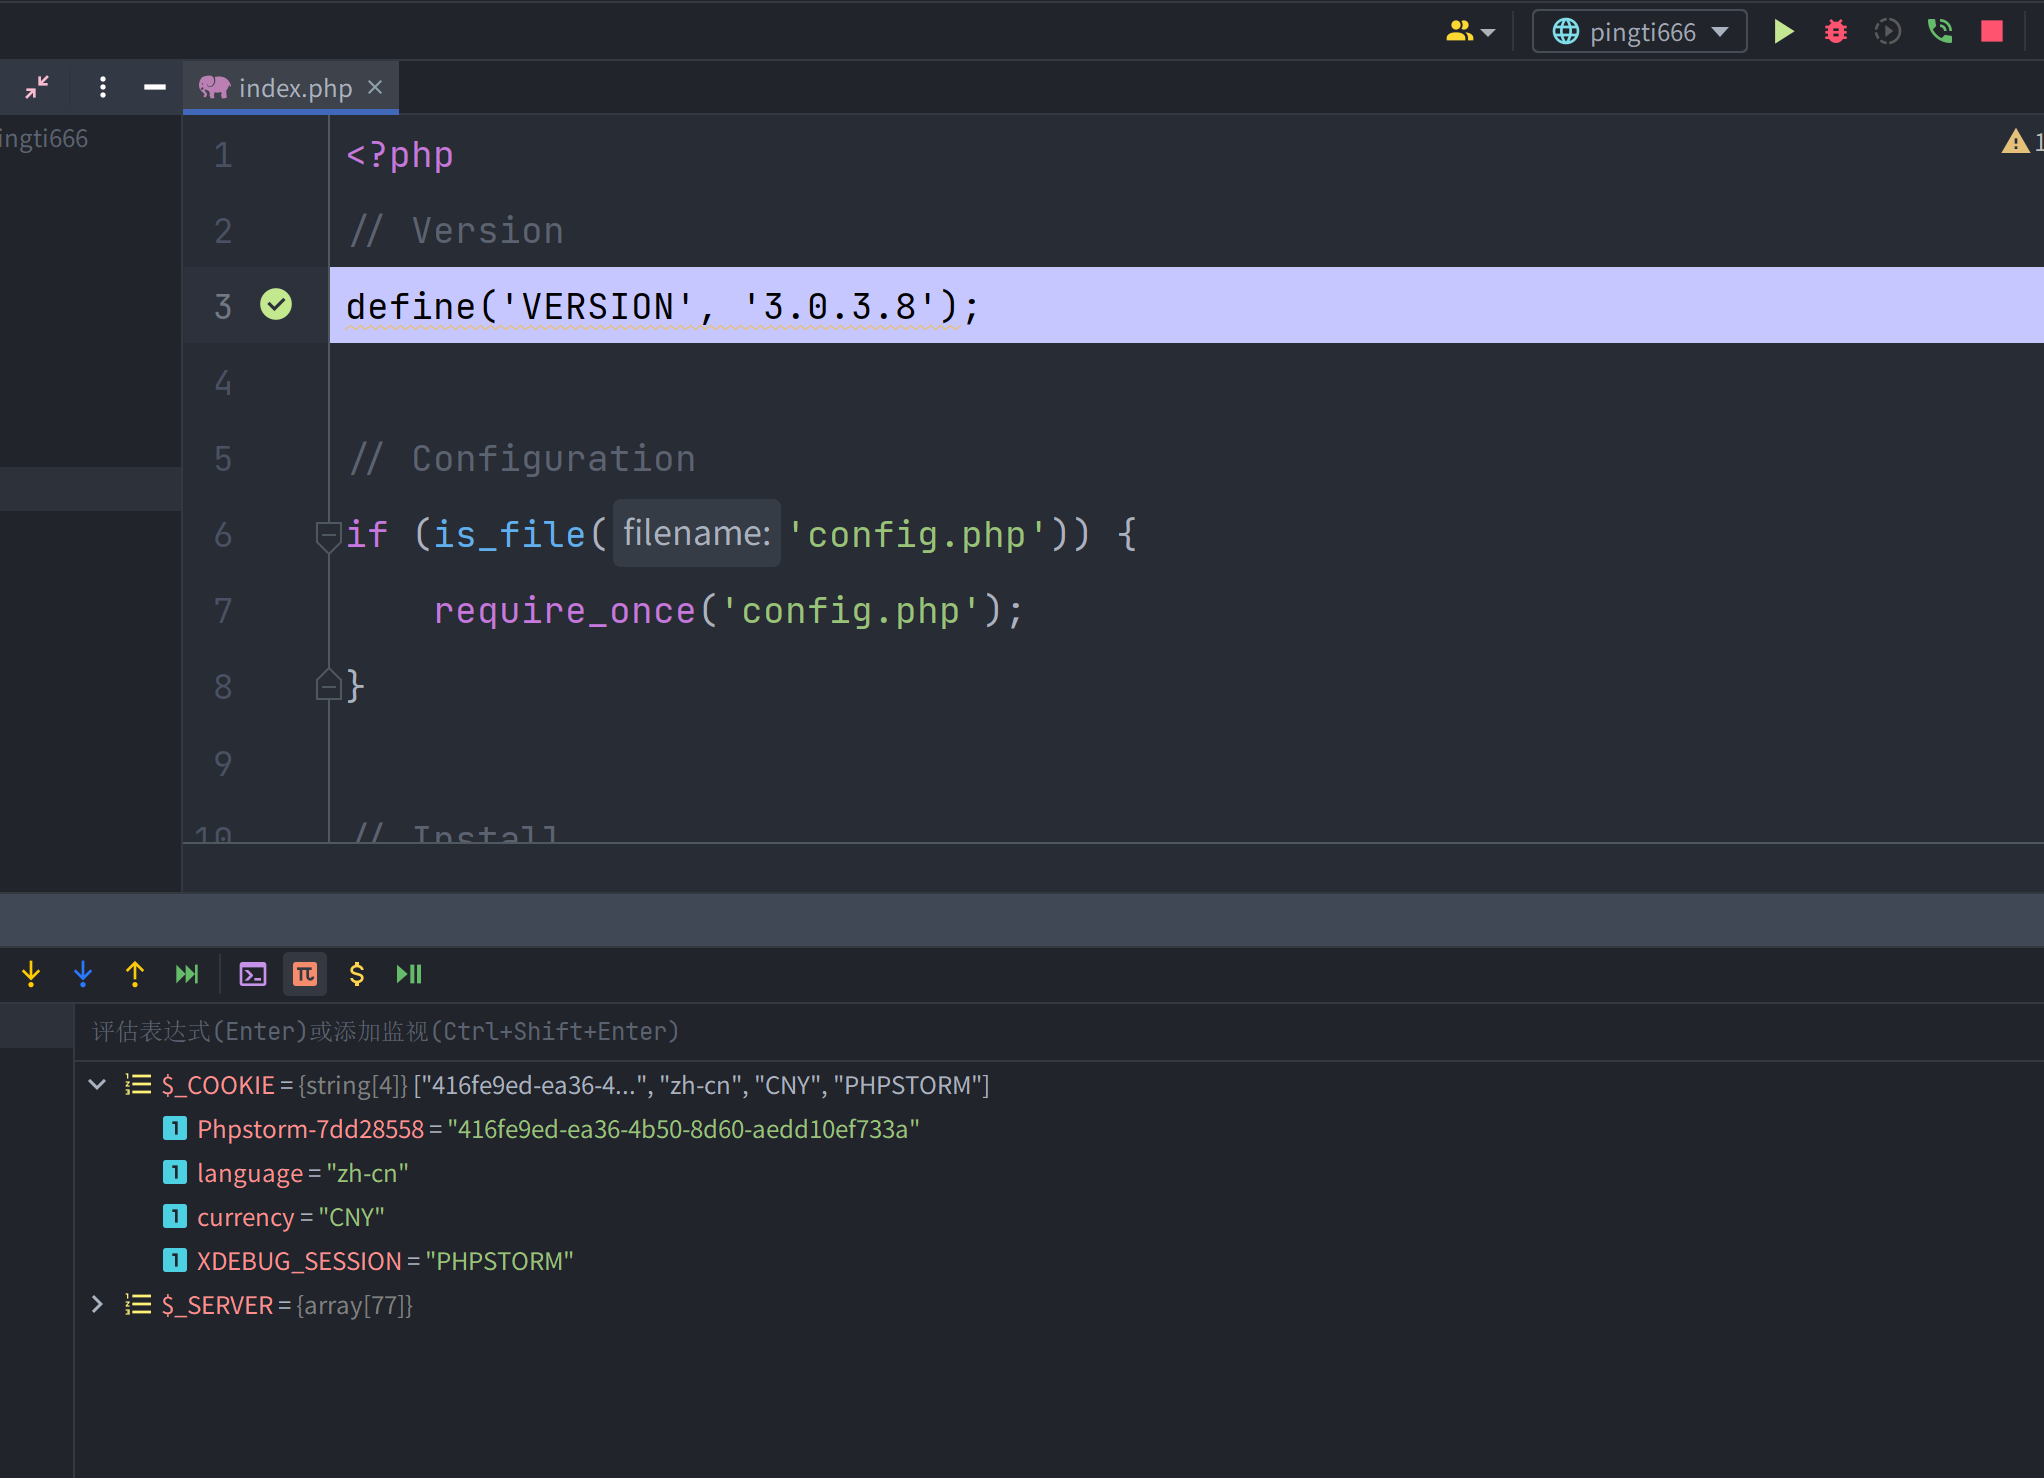 pingti666
index.php
ingti666
1
1 <?php
2 // Version
3 define('VERSION', '3.0.3.8');
4
5 // Configuration
6 if (is_file( filename: 'config.php')) {
7 require_once('config.php');
8 }
9
10 // Install
评估表达式(Enter)或添加监视(Ctrl+Shift+Enter)
$_COOKIE = {string[4]} ["416fe9ed-ea36-4...", "zh-cn", "CNY", "PHPSTORM"]
Phpstorm-7dd28558 = "416fe9ed-ea36-4b50-8d60-aedd10ef733a"
language = "zh-cn"
currency = "CNY"
XDEBUG_SESSION = "PHPSTORM"
$_SERVER = {array[77]}